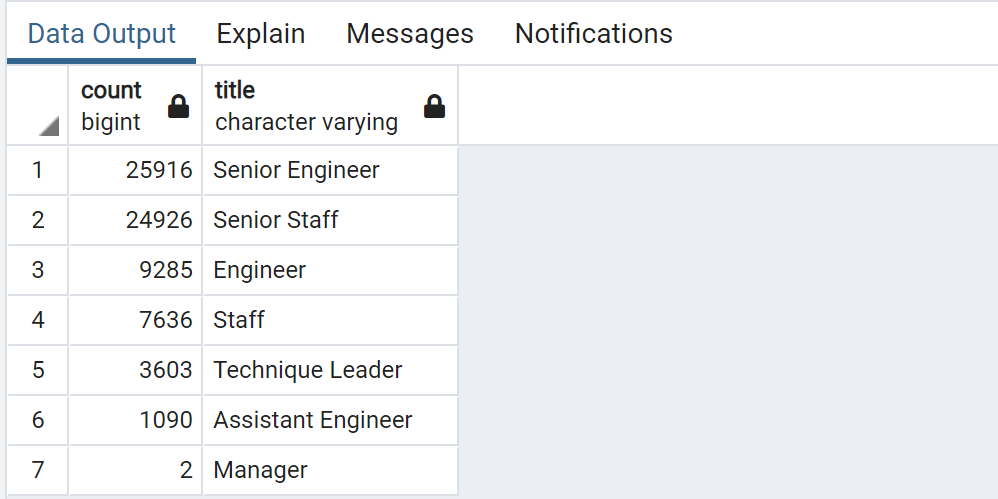 Data Output Explain Messages Notifications
count title
bigint character varying
1 25916 Senior Engineer
2 24926 Senior Staff
3 9285 Engineer
4 7636 Staff
5 3603 Technique Leader
6 1090 Assistant Engineer
7 2 Manager